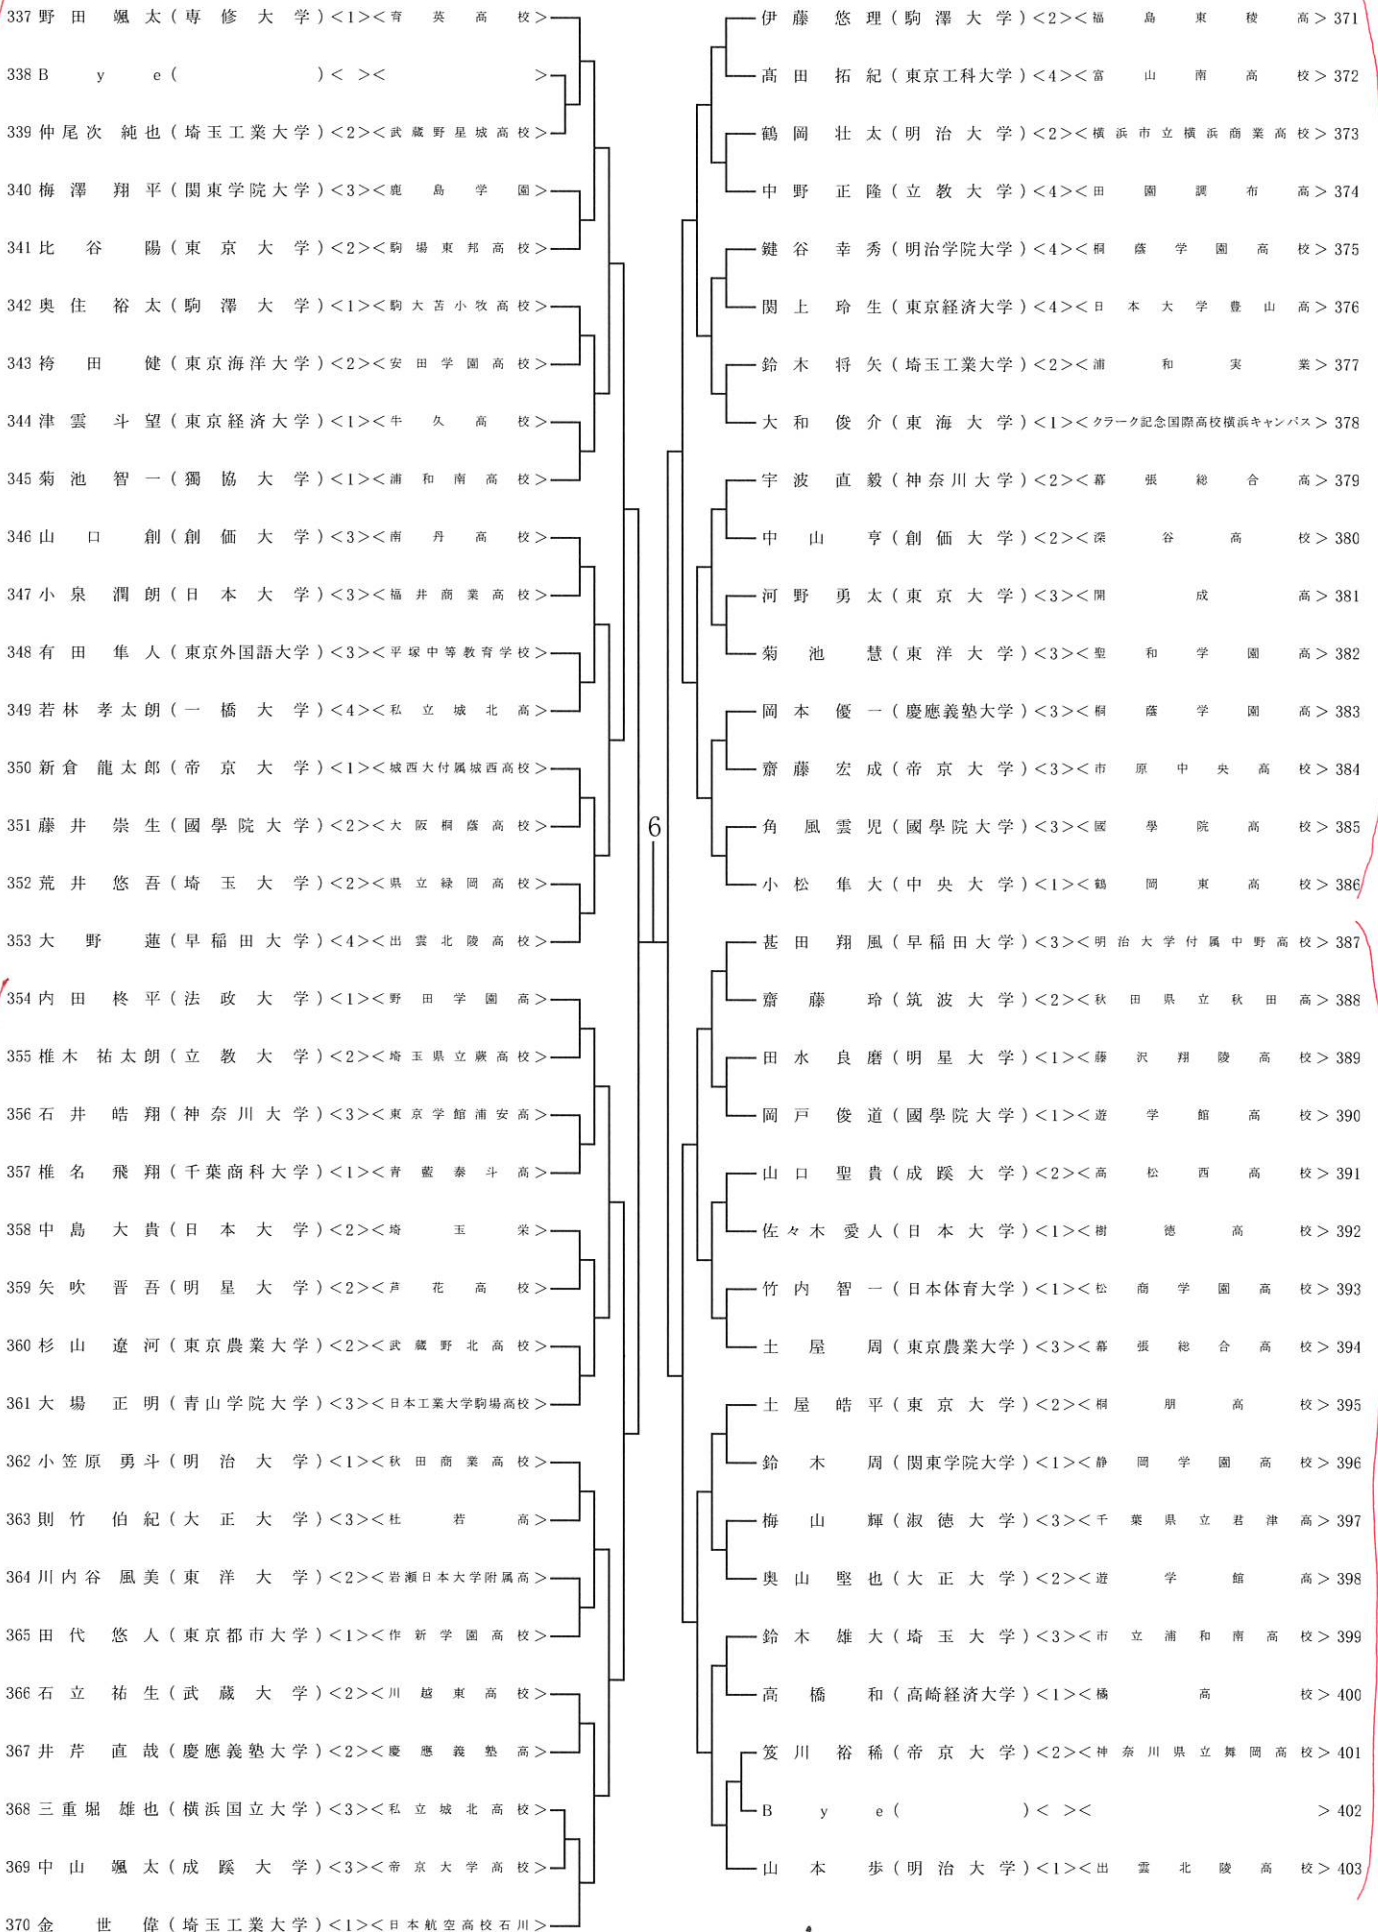 337 野田 颯太 (専修大学) <1> <育英高校>
338 Bye ( ) < > < >
339 仲尾次 純也 (埼玉工業大学) <2> <武蔵野星城高校>
340 梅澤 翔平 (関東学院大学) <3> <鹿島学園>
341 比谷 陽 (東京大学) <2> <駒場東邦高校>
342 奥住 裕太 (駒澤大学) <1> <駒大苫小牧高校>
343 袴田 健 (東京海洋大学) <2> <安田学園高校>
344 津雲 斗望 (東京経済大学) <1> <牛久高校>
345 菊池 智一 (獨協大学) <1> <浦和南高校>
346 山口 創 (創価大学) <3> <南丹高校>
347 小泉 潤朗 (日本大学) <3> <福井商業高校>
348 有田 隼人 (東京外国語大学) <3> <平塚中等教育学校>
349 若林 孝太朗 (一橋大学) <4> <私立城北高>
350 新倉 龍太郎 (帝京大学) <1> <城西大付属城西高校>
351 藤井 崇生 (國學院大学) <2> <大阪桐蔭高校>
352 荒井 悠吾 (埼玉大学) <2> <県立緑岡高校>
353 大野 蓮 (早稲田大学) <4> <出雲北陵高校>
354 内田 柊平 (法政大学) <1> <野田学園高>
355 椎木 祐太朗 (立教大学) <2> <埼玉県立蕨高校>
356 石井 皓翔 (神奈川大学) <3> <東京学館浦安高>
357 椎名 飛翔 (千葉商科大学) <1> <青藍泰斗高>
358 中島 大貴 (日本大学) <2> <埼玉栄>
359 矢吹 晋吾 (明星大学) <2> <芦花高校>
360 杉山 遼河 (東京農業大学) <2> <武蔵野北高校>
361 大場 正明 (青山学院大学) <3> <日本工業大学駒場高校>
362 小笠原 勇斗 (明治大学) <1> <秋田商業高校>
363 則竹 伯紀 (大正大学) <3> <杜若高>
364 川内谷 風美 (東洋大学) <2> <岩瀬日本大学附属高>
365 田代 悠人 (東京都市大学) <1> <作新学園高校>
366 石立 祐生 (武蔵大学) <2> <川越東高校>
367 井芹 直哉 (慶應義塾大学) <2> <慶應義塾高>
368 三重堀 雄也 (横浜国立大学) <3> <私立城北高校>
369 中山 颯太 (成蹊大学) <3> <帝京大学高校>
370 金 世偉 (埼玉工業大学) <1> <日本航空高校石川>
6
伊藤 悠理 (駒澤大学) <2> <福島東稜高> 371
髙田 拓紀 (東京工科大学) <4> <富山南高校> 372
鶴岡 壮太 (明治大学) <2> <横浜市立横浜商業高校> 373
中野 正隆 (立教大学) <4> <田園調布高> 374
鍵谷 幸秀 (明治学院大学) <4> <桐蔭学園高校> 375
関上 玲生 (東京経済大学) <4> <日本大学豊山高> 376
鈴木 将矢 (埼玉工業大学) <2> <浦和実業> 377
大和 俊介 (東海大学) <1> <クラーク記念国際高校横浜キャンパス> 378
宇波 直毅 (神奈川大学) <2> <幕張総合高> 379
中山 亨 (創価大学) <2> <深谷高校> 380
河野 勇太 (東京大学) <3> <開成高> 381
菊池 慧 (東洋大学) <3> <聖和学園高> 382
岡本 優一 (慶應義塾大学) <3> <桐蔭学園高> 383
齋藤 宏成 (帝京大学) <3> <市原中央高校> 384
角 風雲児 (國學院大学) <3> <國學院高校> 385
小松 隼大 (中央大学) <1> <鶴岡東高校> 386
甚田 翔風 (早稲田大学) <3> <明治大学付属中野高校> 387
齋藤 玲 (筑波大学) <2> <秋田県立秋田高> 388
田水 良磨 (明星大学) <1> <藤沢翔陵高校> 389
岡戸 俊道 (國學院大学) <1> <遊学館高校> 390
山口 聖貴 (成蹊大学) <2> <高松西高校> 391
佐々木 愛人 (日本大学) <1> <樹徳高校> 392
竹内 智一 (日本体育大学) <1> <松商学園高校> 393
土屋 周 (東京農業大学) <3> <幕張総合高校> 394
土屋 皓平 (東京大学) <2> <桐朋高校> 395
鈴木 周 (関東学院大学) <1> <静岡学園高校> 396
梅山 輝 (淑徳大学) <3> <千葉県立君津高> 397
奥山 堅也 (大正大学) <2> <遊学館高> 398
鈴木 雄大 (埼玉大学) <3> <市立浦和南高校> 399
高橋 和 (高崎経済大学) <1> <橘高校> 400
笈川 裕稀 (帝京大学) <2> <神奈川県立舞岡高校> 401
Bye ( ) < > < > 402
山本 歩 (明治大学) <1> <出雲北陵高校> 403